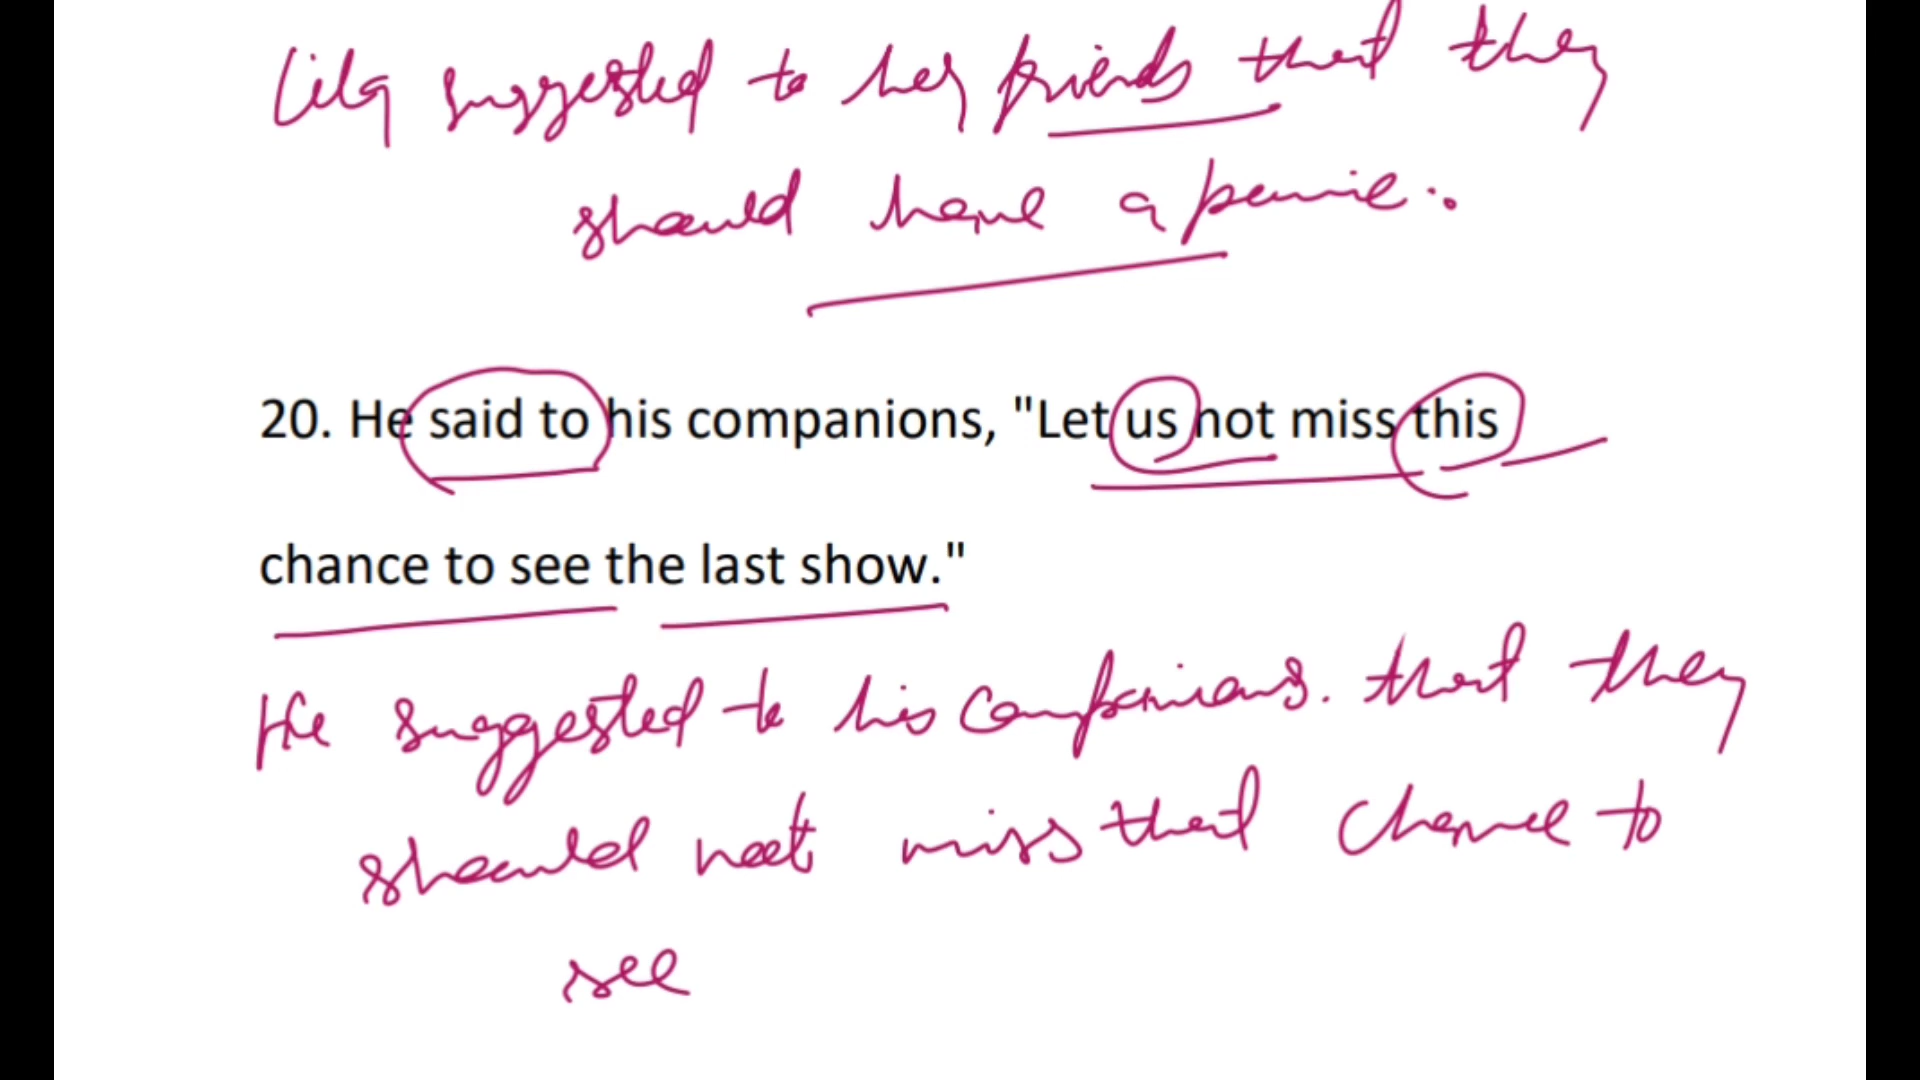 Lila suggested to her friends that they
should have a picnic.
20. He said to his companions, "Let us not miss this
chance to see the last show."
He suggested to his companions. that they
should not miss that chance to
see